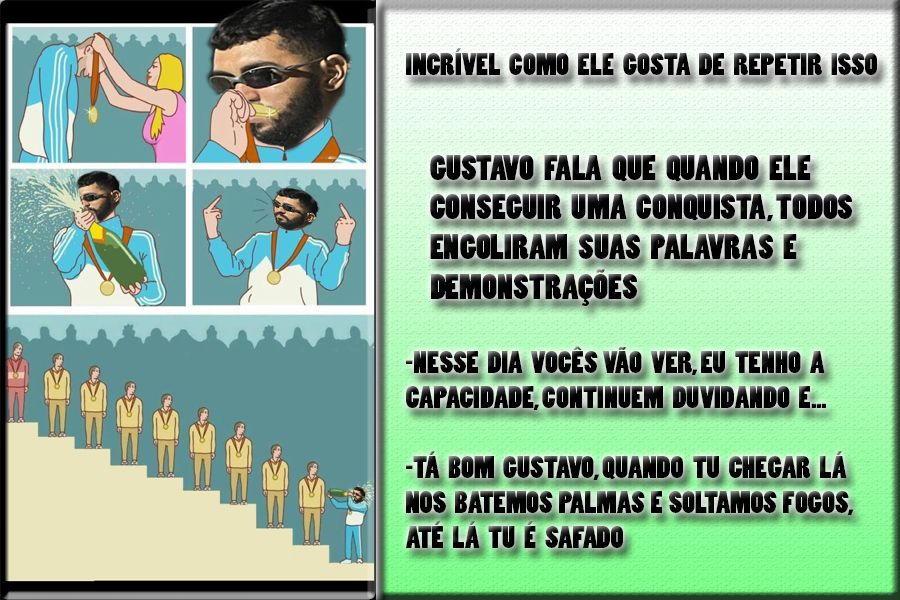 INCRÍVEL COMO ELE GOSTA DE REPETIR ISSO
GUSTAVO FALA QUE QUANDO ELE
CONSEGUIR UMA CONQUISTA, TODOS
ENGOLIRAM SUAS PALAVRAS E
DEMONSTRAÇÕES
-NESSE DIA VOCÊS VÃO VER, EU TENHO A
CAPACIDADE, CONTINUEM DUVIDANDO E...
-TÁ BOM GUSTAVO, QUANDO TU CHEGAR LÁ
NOS BATEMOS PALMAS E SOLTAMOS FOGOS,
ATÉ LÁ TU É SAFADO